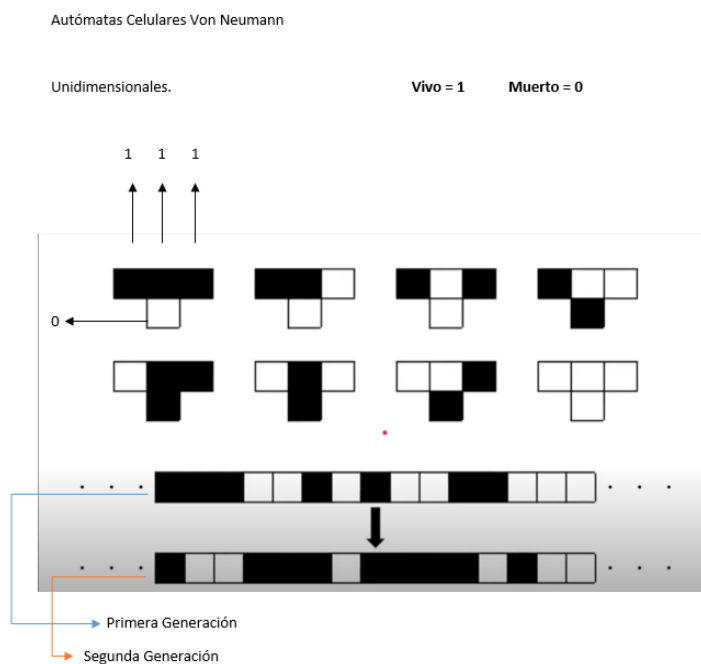 Autómatas Celulares Von Neumann
Unidimensionales. Vivo = 1 Muerto = 0
1 1 1
0
Primera Generación
Segunda Generación